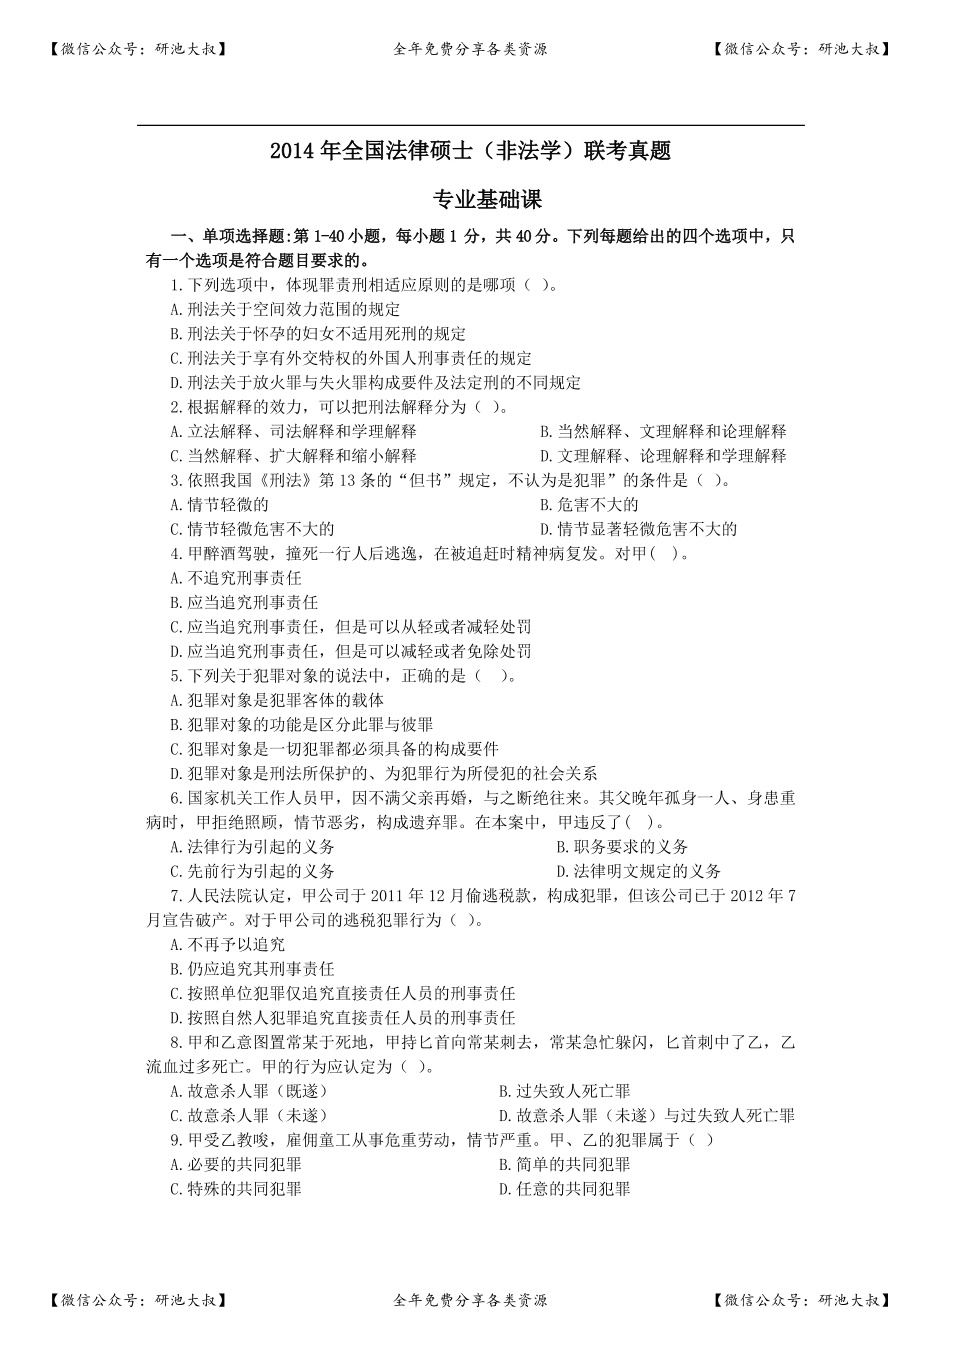 【微信公众号：研池大叔】 全年免费分享各类资源 【微信公众号：研池大叔】
2014 年全国法律硕士（非法学）联考真题
专业基础课
一、单项选择题:第 1-40 小题，每小题 1 分，共 40 分。下列每题给出的四个选项中，只
有一个选项是符合题目要求的。
1.下列选项中，体现罪责刑相适应原则的是哪项（ ）。
A.刑法关于空间效力范围的规定
B.刑法关于怀孕的妇女不适用死刑的规定
C.刑法关于享有外交特权的外国人刑事责任的规定
D.刑法关于放火罪与失火罪构成要件及法定刑的不同规定
2.根据解释的效力，可以把刑法解释分为（ ）。
A.立法解释、司法解释和学理解释 B.当然解释、文理解释和论理解释
C.当然解释、扩大解释和缩小解释 D.文理解释、论理解释和学理解释
3.依照我国《刑法》第 13 条的“但书”规定，不认为是犯罪”的条件是（ ）。
A.情节轻微的 B.危害不大的
C.情节轻微危害不大的 D.情节显著轻微危害不大的
4.甲醉酒驾驶，撞死一行人后逃逸，在被追赶时精神病复发。对甲( )。
A.不追究刑事责任
B.应当追究刑事责任
C.应当追究刑事责任，但是可以从轻或者减轻处罚
D.应当追究刑事责任，但是可以减轻或者免除处罚
5.下列关于犯罪对象的说法中，正确的是（ ）。
A.犯罪对象是犯罪客体的载体
B.犯罪对象的功能是区分此罪与彼罪
C.犯罪对象是一切犯罪都必须具备的构成要件
D.犯罪对象是刑法所保护的、为犯罪行为所侵犯的社会关系
6.国家机关工作人员甲，因不满父亲再婚，与之断绝往来。其父晚年孤身一人、身患重
病时，甲拒绝照顾，情节恶劣，构成遗弃罪。在本案中，甲违反了( )。
A.法律行为引起的义务 B.职务要求的义务
C.先前行为引起的义务 D.法律明文规定的义务
7.人民法院认定，甲公司于 2011 年 12 月偷逃税款，构成犯罪，但该公司已于 2012 年 7
月宣告破产。对于甲公司的逃税犯罪行为（ ）。
A.不再予以追究
B.仍应追究其刑事责任
C.按照单位犯罪仅追究直接责任人员的刑事责任
D.按照自然人犯罪追究直接责任人员的刑事责任
8.甲和乙意图置常某于死地，甲持匕首向常某刺去，常某急忙躲闪，匕首刺中了乙，乙
流血过多死亡。甲的行为应认定为（ ）。
A.故意杀人罪（既遂） B.过失致人死亡罪
C.故意杀人罪（未遂） D.故意杀人罪（未遂）与过失致人死亡罪
9.甲受乙教唆，雇佣童工从事危重劳动，情节严重。甲、乙的犯罪属于（ ）
A.必要的共同犯罪 B.简单的共同犯罪
C.特殊的共同犯罪 D.任意的共同犯罪
【微信公众号：研池大叔】 全年免费分享各类资源 【微信公众号：研池大叔】